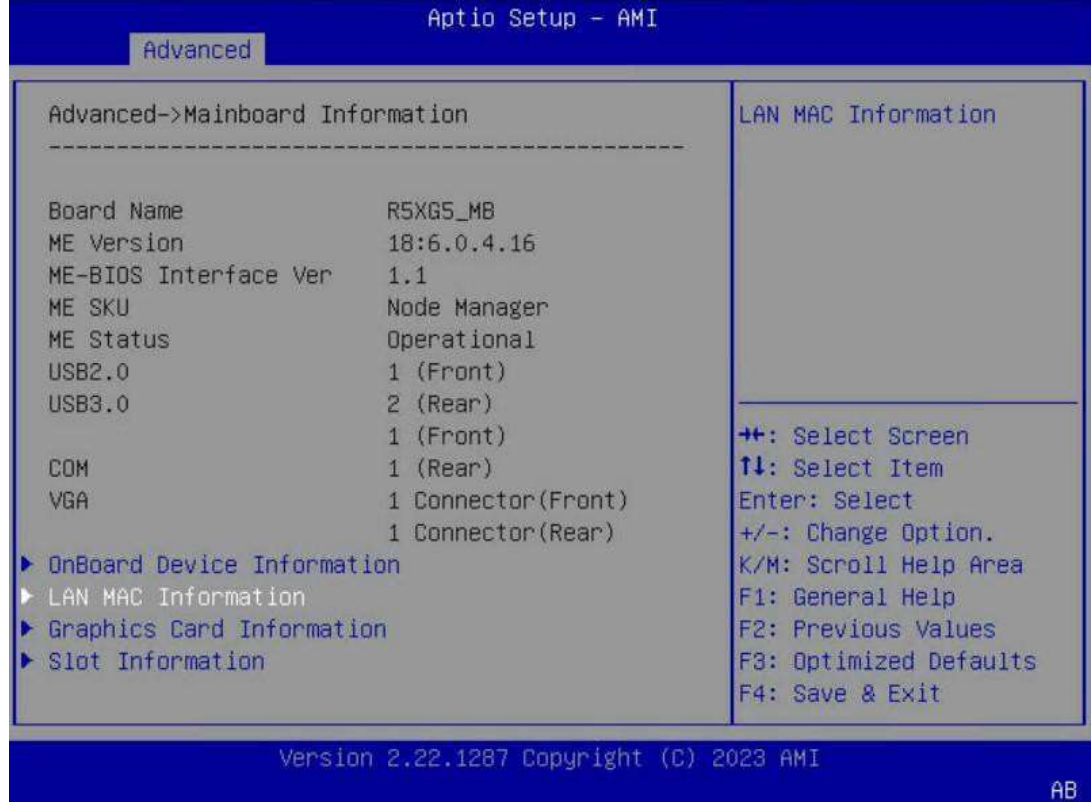 Aptio Setup - AMI
Advanced
Advanced->Mainboard Information
-----------------------------------------------
Board Name R5XG5_MB
ME Version 18:6.0.4.16
ME-BIOS Interface Ver 1.1
ME SKU Node Manager
ME Status Operational
USB2.0 1 (Front)
USB3.0 2 (Rear)
1 (Front)
COM 1 (Rear)
VGA 1 Connector(Front)
1 Connector(Rear)
▶ OnBoard Device Information
▶ LAN MAC Information
▶ Graphics Card Information
▶ Slot Information
LAN MAC Information
→←: Select Screen
↑↓: Select Item
Enter: Select
+/-: Change Option.
K/M: Scroll Help Area
F1: General Help
F2: Previous Values
F3: Optimized Defaults
F4: Save & Exit
Version 2.22.1287 Copyright (C) 2023 AMI
AB